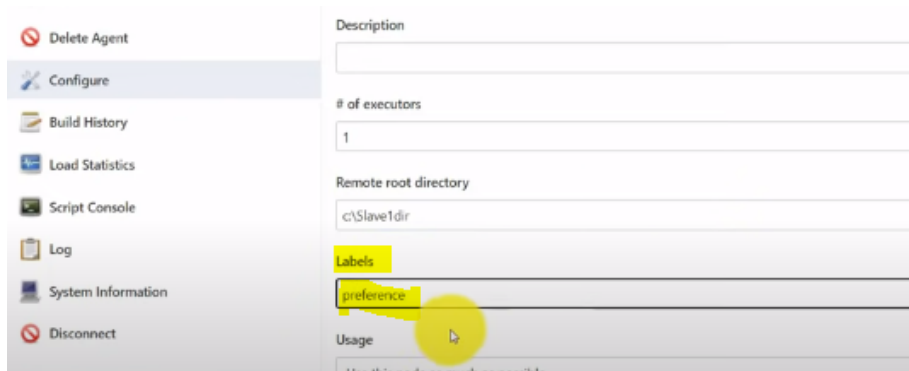 Delete Agent
Configure
Build History
Load Statistics
Script Console
Log
System Information
Disconnect
Description
# of executors
1
Remote root directory
c:\Slave1dir
Labels
preference
Usage